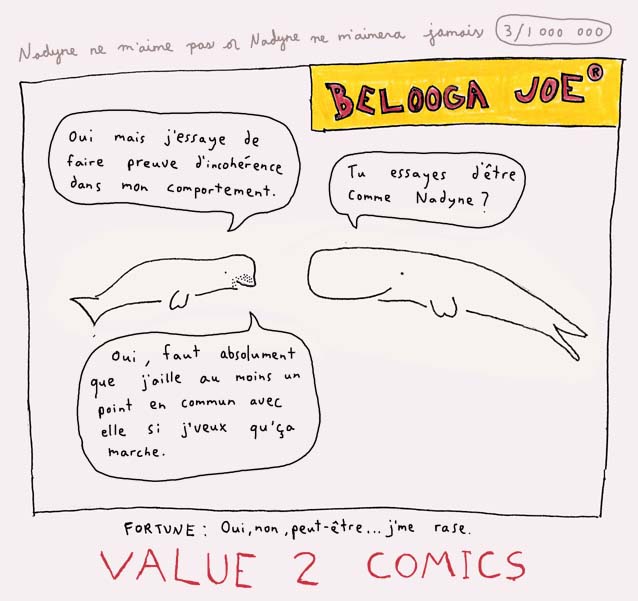 Nadyne ne m'aime pas or Nadyne ne m'aimera jamais 3/1 000 000
BELOOGA JOE®
Oui mais j'essaye de
faire preuve d'incohérence
dans mon comportement.
Tu essayes d'être
comme Nadyne ?
Oui, faut absolument
que j'aille au moins un
point en commun avec
elle si j'veux qu'ça
marche.
FORTUNE : Oui, non, peut-être... j'me rase.
VALUE 2 COMICS